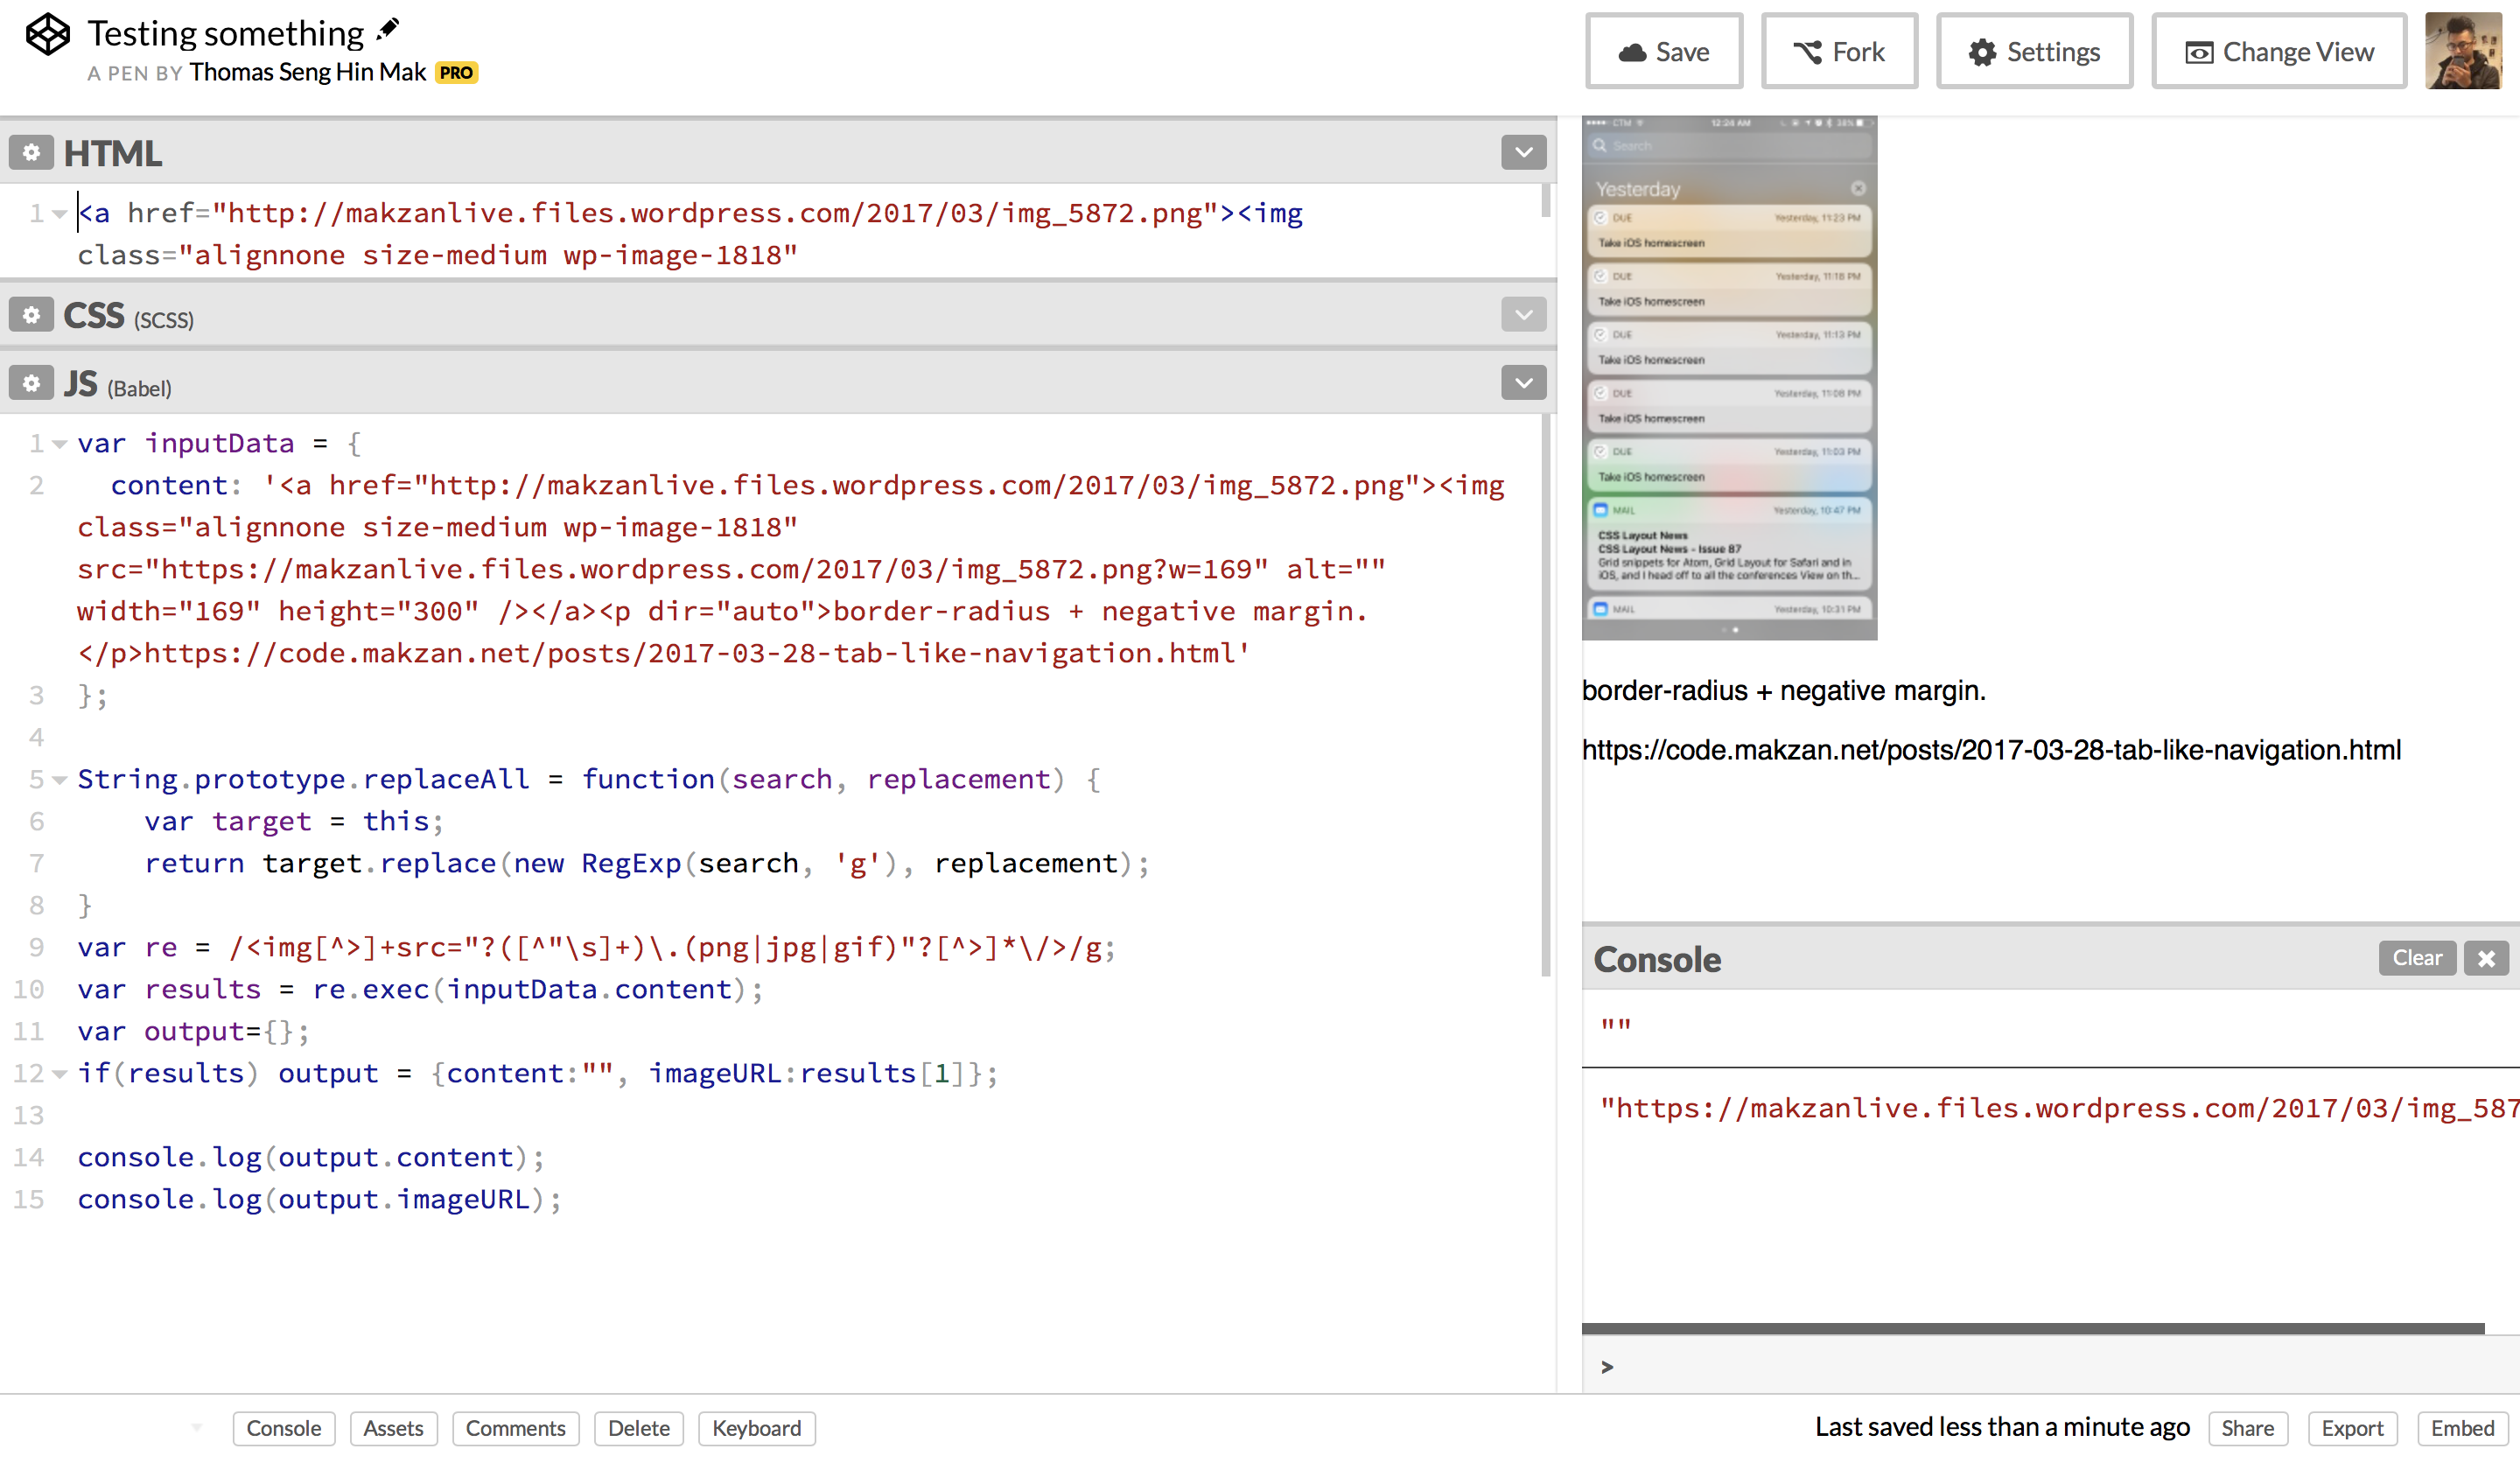 Testing something
A PEN BY Thomas Seng Hin Mak PRO
Save
Fork
Settings
Change View
HTML
1
<a href="http://makzanlive.files.wordpress.com/2017/03/img_5872.png"><img
class="alignnone size-medium wp-image-1818"
CSS (SCSS)
JS (Babel)
1 var inputData = {
2 content: '<a href="http://makzanlive.files.wordpress.com/2017/03/img_5872.png"><img
class="alignnone size-medium wp-image-1818"
src="https://makzanlive.files.wordpress.com/2017/03/img_5872.png?w=169" alt=""
width="169" height="300" /></a><p dir="auto">border-radius + negative margin.
</p>https://code.makzan.net/posts/2017-03-28-tab-like-navigation.html'
3 };
4
5 String.prototype.replaceAll = function(search, replacement) {
6 var target = this;
7 return target.replace(new RegExp(search, 'g'), replacement);
8 }
9 var re = /<img[^>]+src="?([^"\s]+)\.(png|jpg|gif)"?[^>]*\/>/g;
10 var results = re.exec(inputData.content);
11 var output={};
12 if(results) output = {content:"", imageURL:results[1]};
13
14 console.log(output.content);
15 console.log(output.imageURL);
CTM 12:24 AM 38%
Search
Yesterday
DUE Yesterday, 11:23 PM
Take iOS homescreen
DUE Yesterday, 11:18 PM
Take iOS homescreen
DUE Yesterday, 11:13 PM
Take iOS homescreen
DUE Yesterday, 11:08 PM
Take iOS homescreen
DUE Yesterday, 11:03 PM
Take iOS homescreen
MAIL Yesterday, 10:47 PM
CSS Layout News
CSS Layout News - Issue 87
Grid snippets for Atom, Grid Layout for Safari and in
iOS, and I head off to all the conferences View on th...
MAIL Yesterday, 10:31 PM
border-radius + negative margin.
https://code.makzan.net/posts/2017-03-28-tab-like-navigation.html
Console
Clear
""
"https://makzanlive.files.wordpress.com/2017/03/img_587
>
Console
Assets
Comments
Delete
Keyboard
Last saved less than a minute ago
Share
Export
Embed